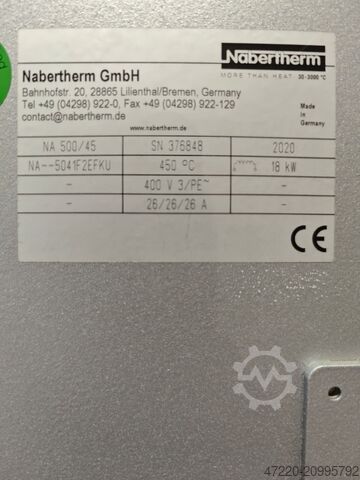 Nabertherm GmbH
Bahnhofstr. 20, 28865 Lilienthal/Bremen, Germany
Tel +49 (04298) 922-0, Fax +49 (04298) 922-129
contact@nabertherm.de
Nabertherm
MORE THAN HEAT 30-3000 °C
Made
in
Germany
www.nabertherm.de
NA 500/45 SN 376848 2020
NA--5041F2EFKU 450 °C 18 kW
- 400 V 3/PE~ -
- 26/26/26 A -
CE
47220-20995792